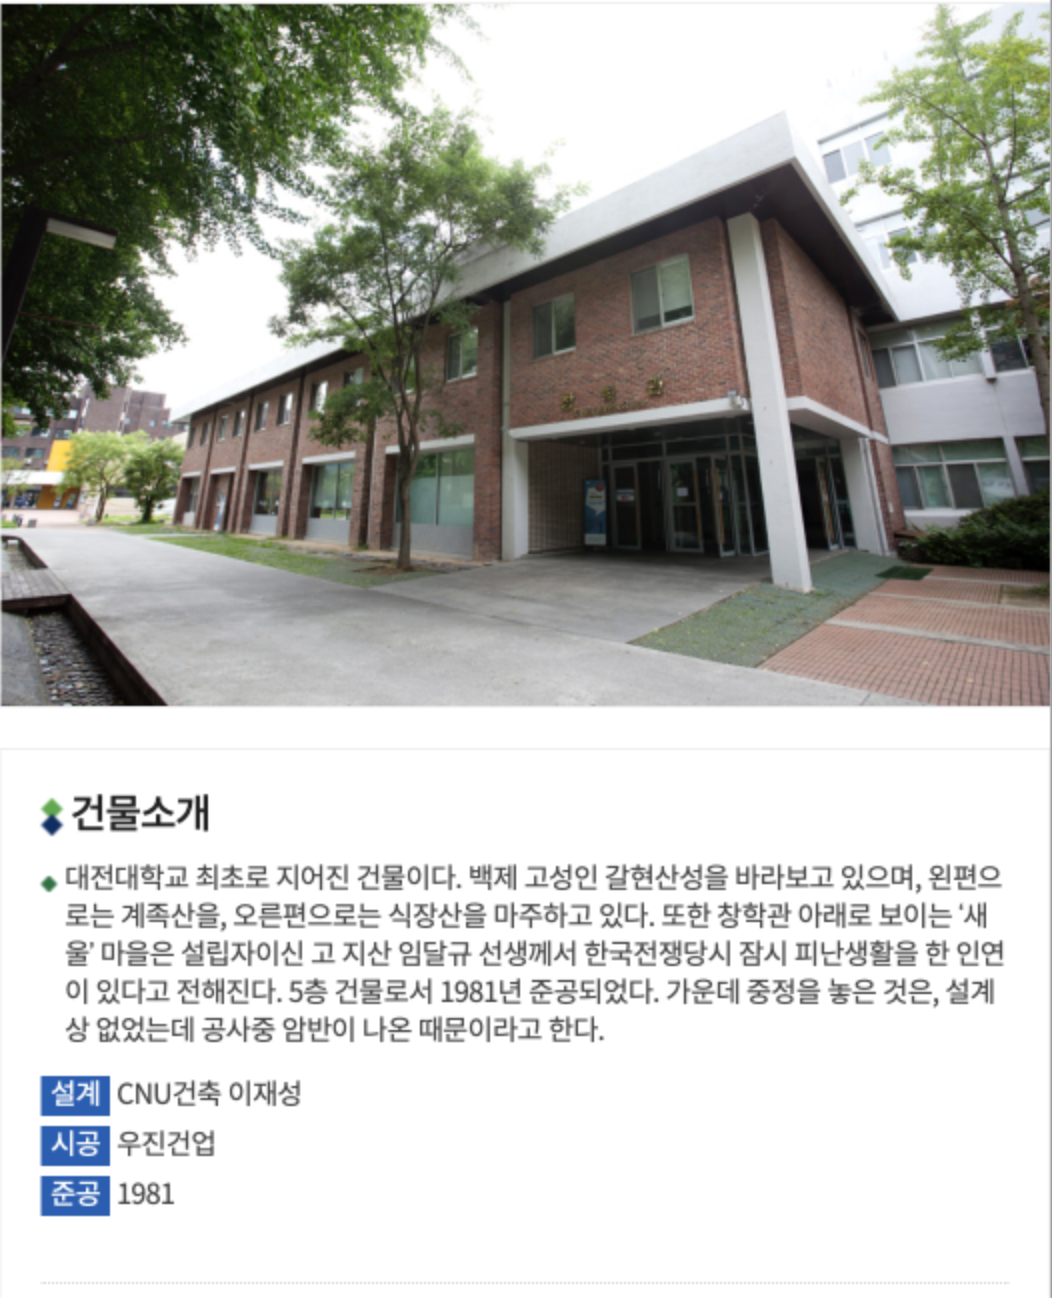 건물소개
대전대학교 최초로 지어진 건물이다. 백제 고성인 갈현산성을 바라보고 있으며, 왼편으
로는 계족산을, 오른편으로는 식장산을 마주하고 있다. 또한 창학관 아래로 보이는 ‘새
울’ 마을은 설립자이신 고 지산 임달규 선생께서 한국전쟁당시 잠시 피난생활을 한 인연
이 있다고 전해진다. 5층 건물로서 1981년 준공되었다. 가운데 중정을 놓은 것은, 설계
상 없었는데 공사중 암반이 나온 때문이라고 한다.
설계 CNU건축 이재성
시공 우진건업
준공 1981